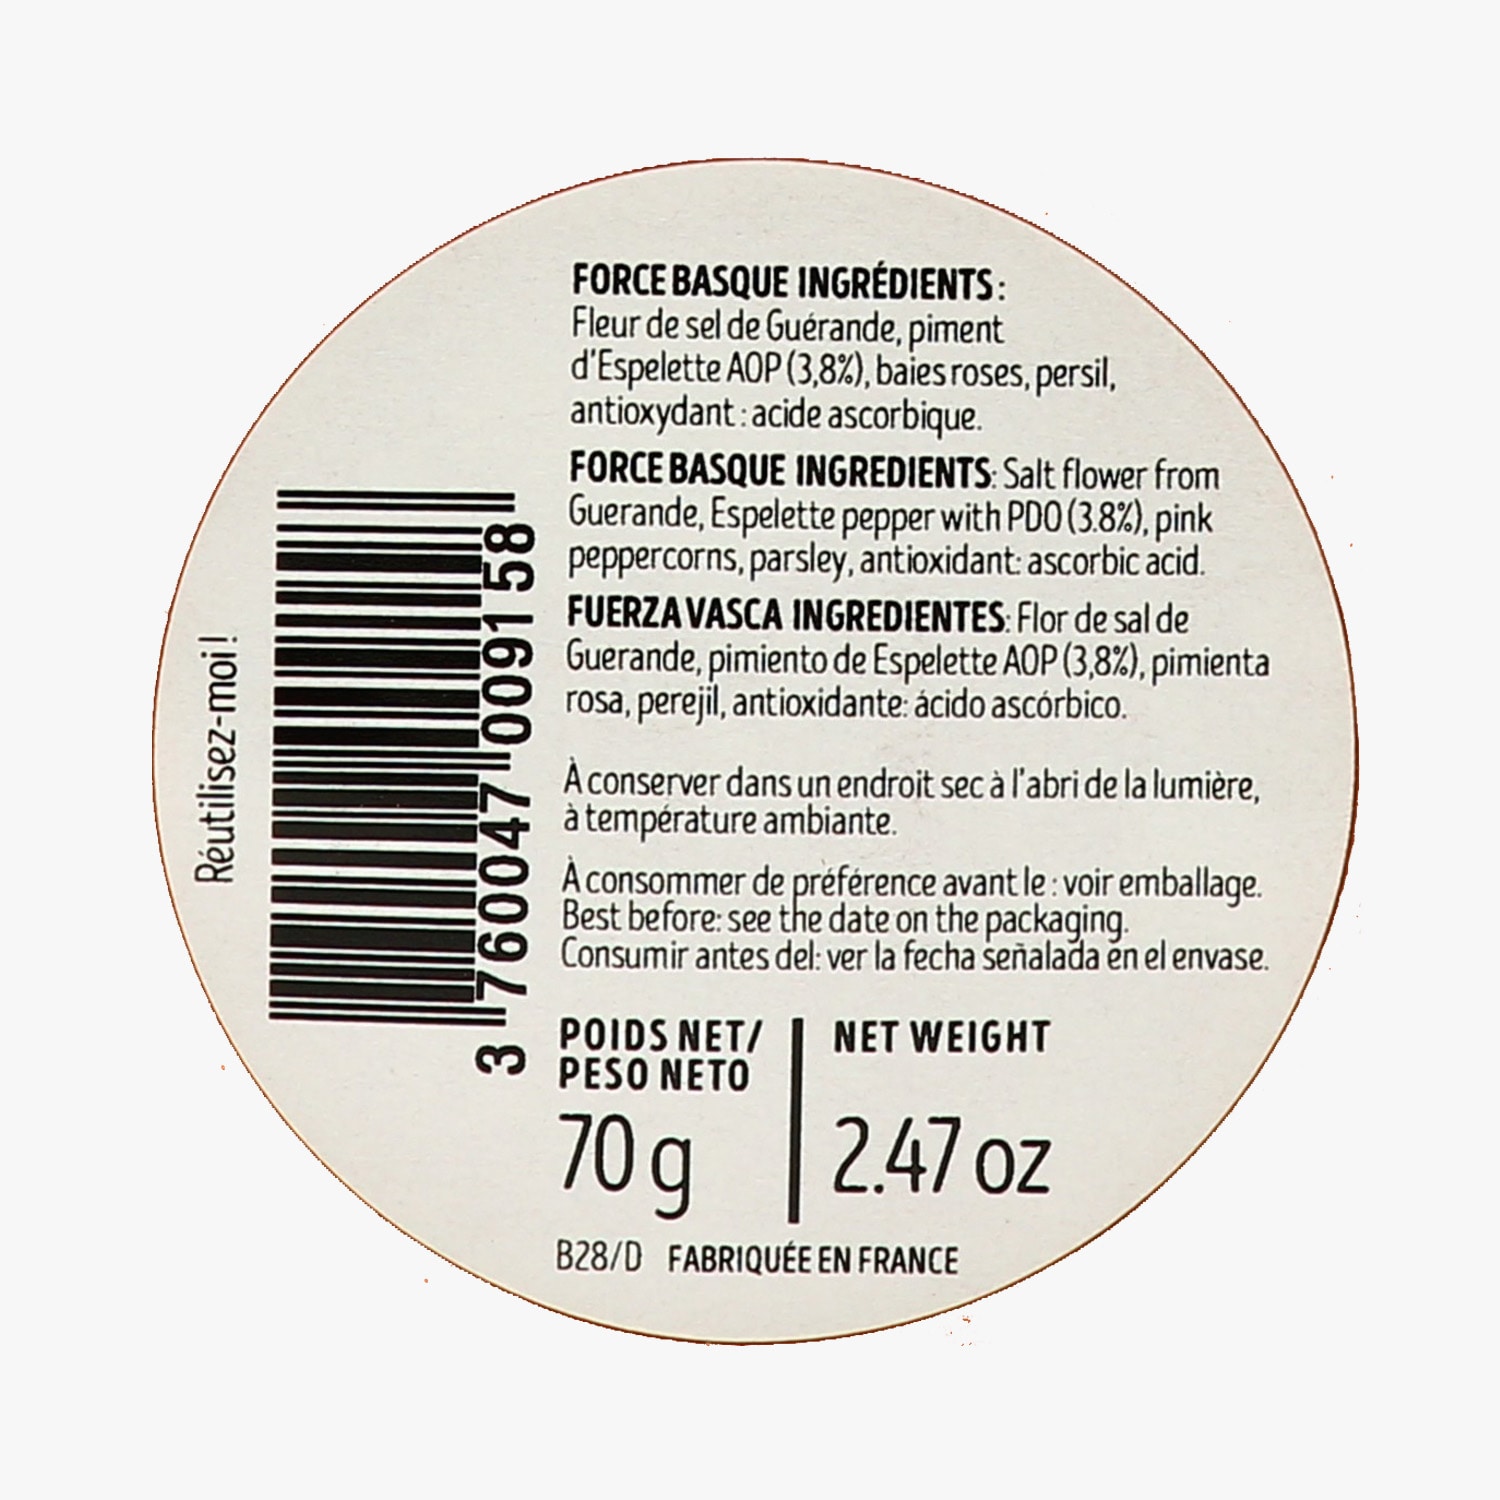 FORCE BASQUE INGRÉDIENTS :
Fleur de sel de Guérande, piment
d'Espelette AOP (3,8%), baies roses, persil,
antioxydant : acide ascorbique.
FORCE BASQUE INGREDIENTS: Salt flower from
Guerande, Espelette pepper with PDO (3.8%), pink
peppercorns, parsley, antioxidant: ascorbic acid.
FUERZA VASCA INGREDIENTES: Flor de sal de
Guerande, pimiento de Espelette AOP (3,8%), pimienta
rosa, perejil, antioxidante: ácido ascórbico.
À conserver dans un endroit sec à l'abri de la lumière,
à température ambiante.
À consommer de préférence avant le : voir emballage.
Best before: see the date on the packaging.
Consumir antes del: ver la fecha señalada en el envase.
POIDS NET/
PESO NETO
70 g
NET WEIGHT
2.47 oz
B28/D FABRIQUÉE EN FRANCE
Réutilisez-moi !
3 760047 009158